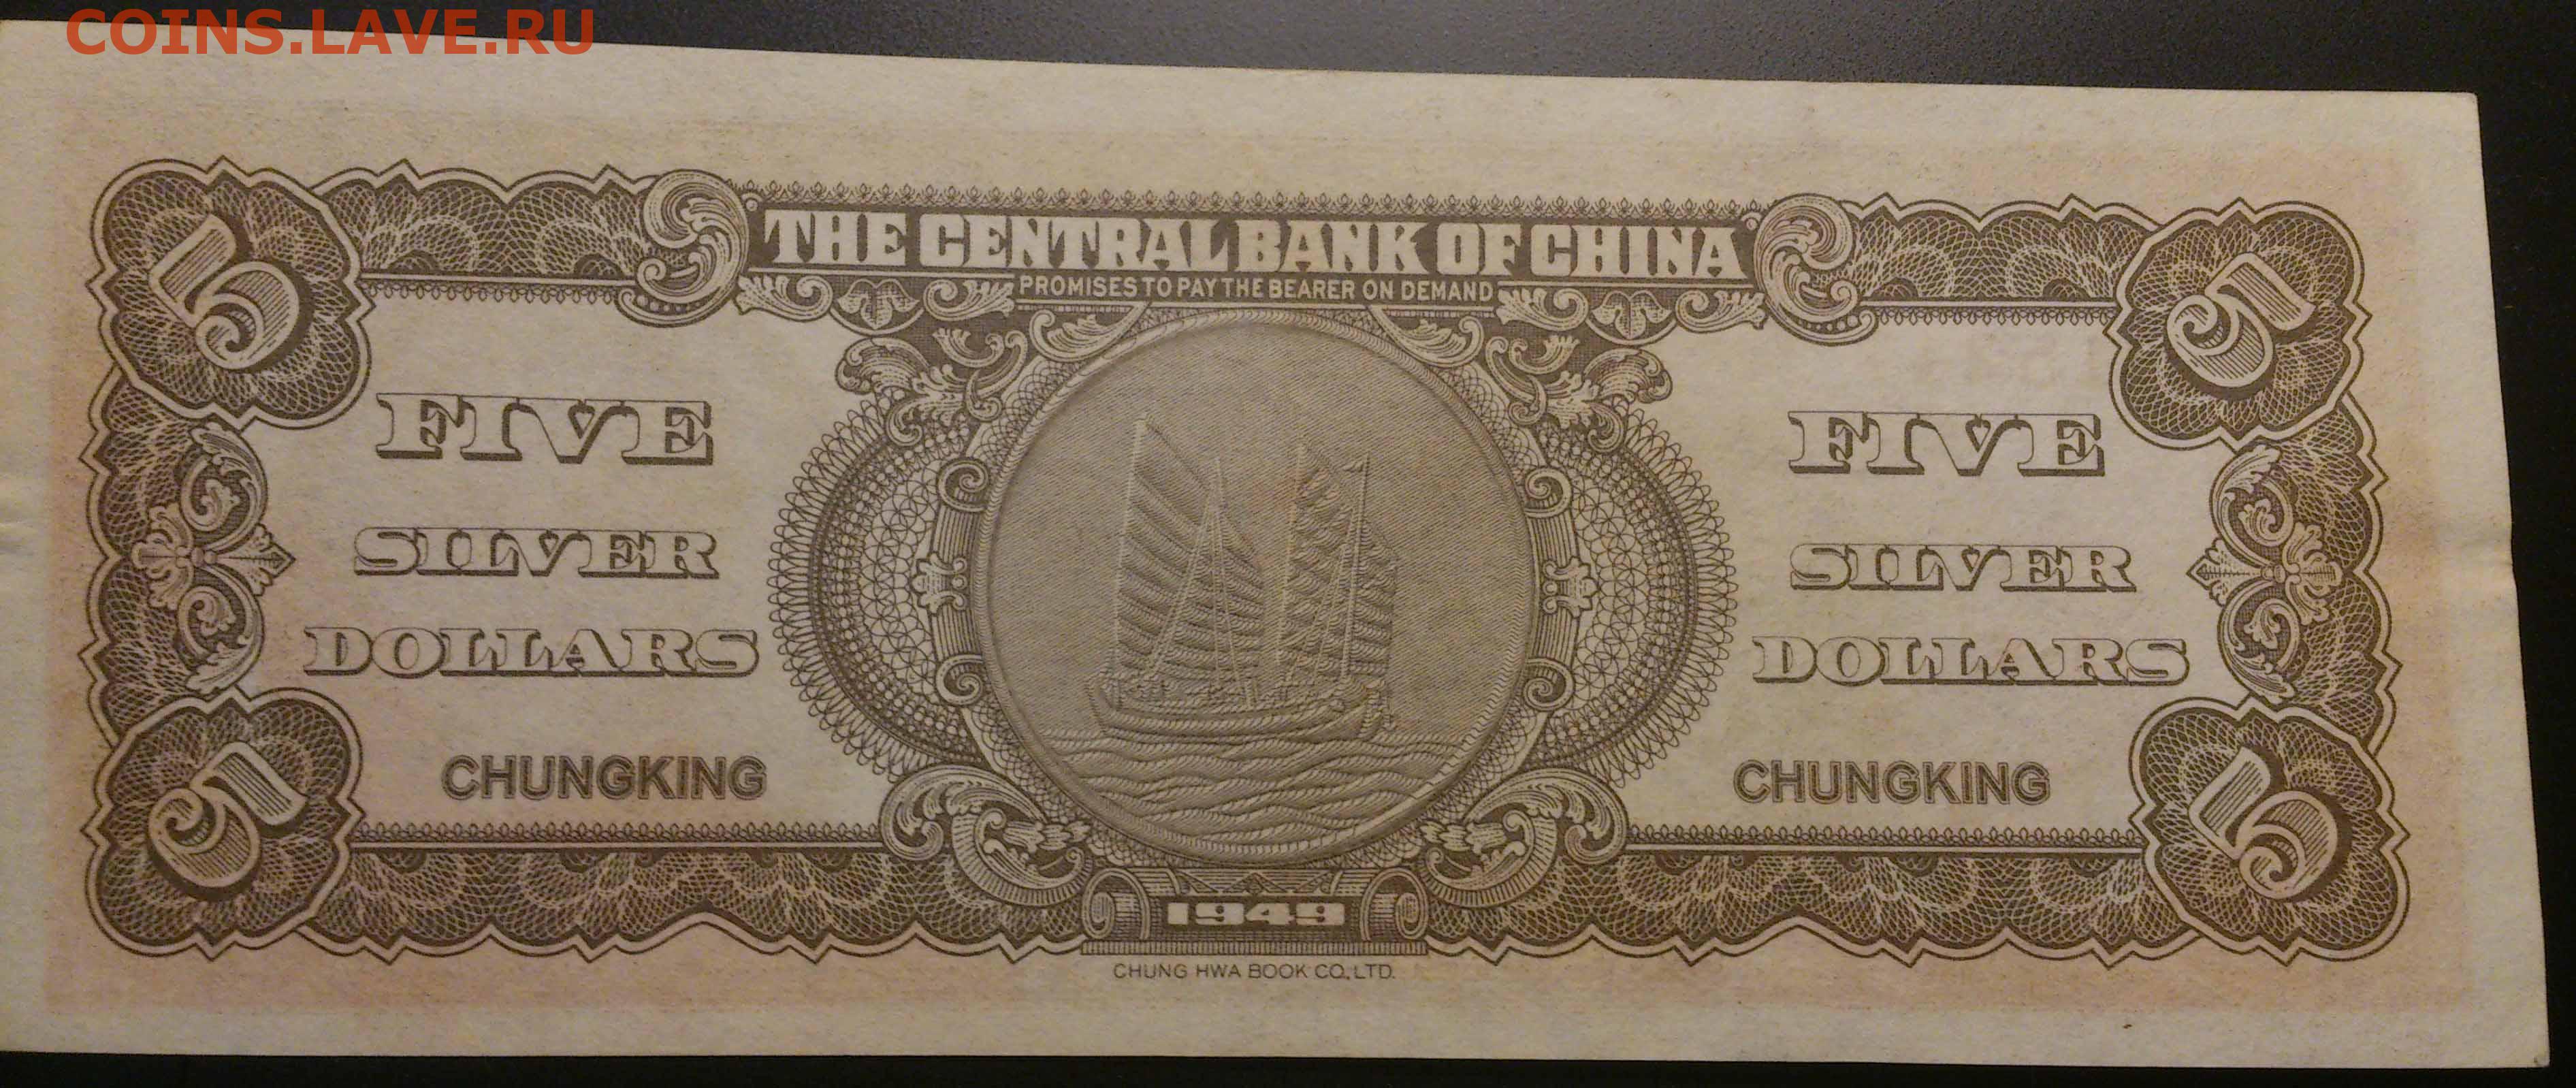 COINS.LAVE.RU
5
5
THE CENTRAL BANK OF CHINA
PROMISES TO PAY THE BEARER ON DEMAND
FIVE
SILVER
DOLLARS
CHUNGKING
FIVE
SILVER
DOLLARS
CHUNGKING
5
5
1949
CHUNG HWA BOOK CO., LTD.